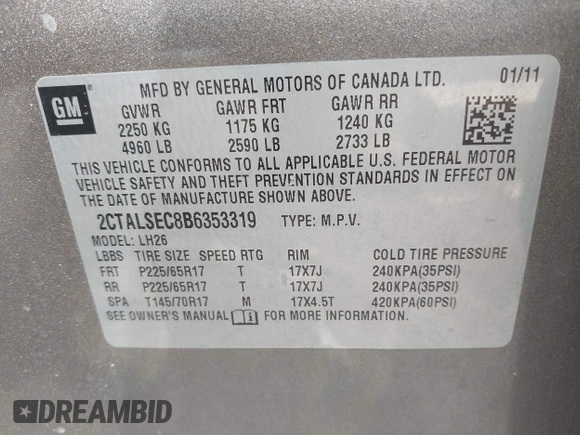 GM
MFD BY GENERAL MOTORS OF CANADA LTD. 01/11
GVWR GAWR FRT GAWR RR
2250 KG 1175 KG 1240 KG
4960 LB 2590 LB 2733 LB
THIS VEHICLE CONFORMS TO ALL APPLICABLE U.S. FEDERAL MOTOR
VEHICLE SAFETY AND THEFT PREVENTION STANDARDS IN EFFECT ON
THE DATE OF MANUFACTURE SHOWN ABOVE.
2CTALSEC8B6353319 TYPE: M.P.V.
MODEL: LH26
LBBS TIRE SIZE SPEED RTG RIM COLD TIRE PRESSURE
FRT P225/65R17 T 17X7J 240KPA(35PSI)
RR P225/65R17 T 17X7J 240KPA(35PSI)
SPA T145/70R17 M 17X4.5T 420KPA(60PSI)
SEE OWNER'S MANUAL FOR MORE INFORMATION.
DREAMBID